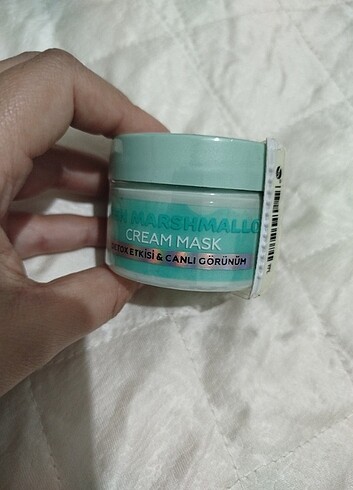 MARSHMALLO
CREAM MASK
ETKİSİ & CANLI GÖRÜNÜM